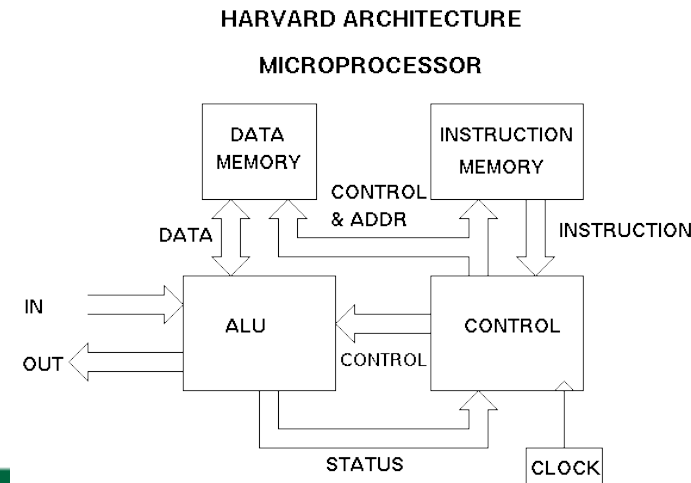 HARVARD ARCHITECTURE
MICROPROCESSOR
DATA
MEMORY
INSTRUCTION
MEMORY
CONTROL
& ADDR
DATA
INSTRUCTION
IN
ALU
CONTROL
OUT
CONTROL
STATUS
CLOCK